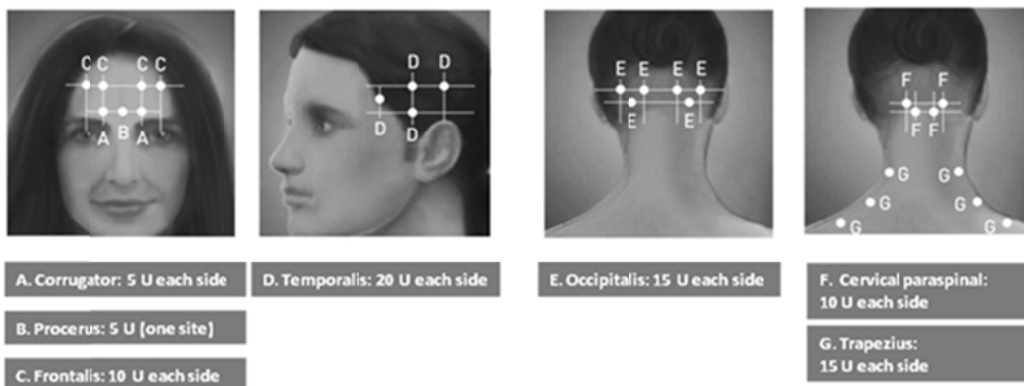 C C C C
A B A
D D
D D
E E E E
E E
F F
F F
G G
G G
G G
A. Corrugator: 5 U each side
B. Procerus: 5 U (one site)
C. Frontalis: 10 U each side
D. Temporalis: 20 U each side
E. Occipitalis: 15 U each side
F. Cervical paraspinal:
10 U each side
G. Trapezius:
15 U each side